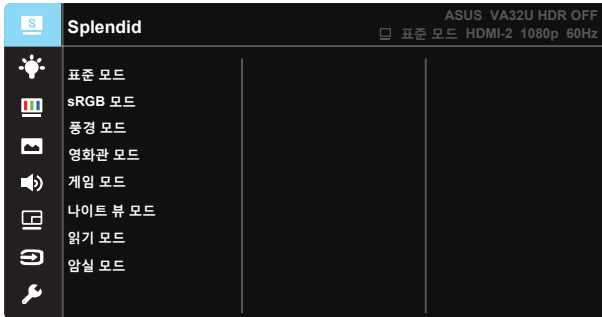 S
Splendid
ASUS VA32U HDR OFF
표준 모드 HDMI-2 1080p 60Hz
표준 모드
sRGB 모드
풍경 모드
영화관 모드
게임 모드
나이트 뷰 모드
읽기 모드
암실 모드